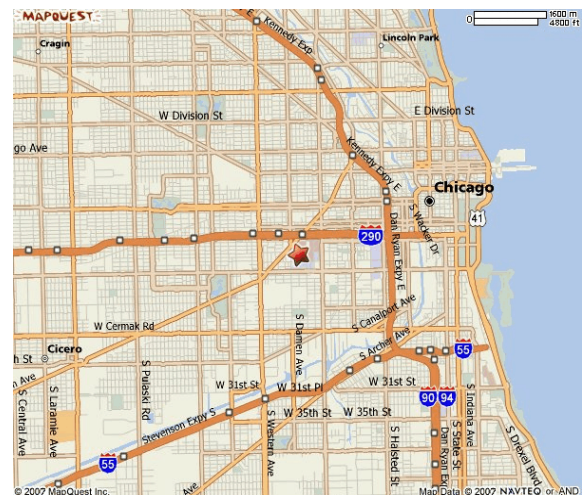 MAPQUEST
1600 m
0
4800 ft
Cragin
Kennedy Exp
E
Lincoln Park
W Division St
E Division St
go Ave
Kennedy Expy E
Chicago
S Wacker Dr
41
290
Dan Ryan Expy E
S Canalport Ave
W Cermak Rd
S Damen Ave
S Archer Ave
Cicero
55
h St
n Ave
W 31st St
W 31st Pl
W 31st St
S Central Ave
S Laramie Ave
S Pulaski Rd
W 35th St
W 35th St
90
94
Stevenson Expy S
S Western Ave
S Halsted St
Dan Ryan Exp
S State St
S Indiana Ave
S Drexel Blvd
55
© 2007 MapQuest Inc.
Map Data © 2007 NAVTEQ or AND